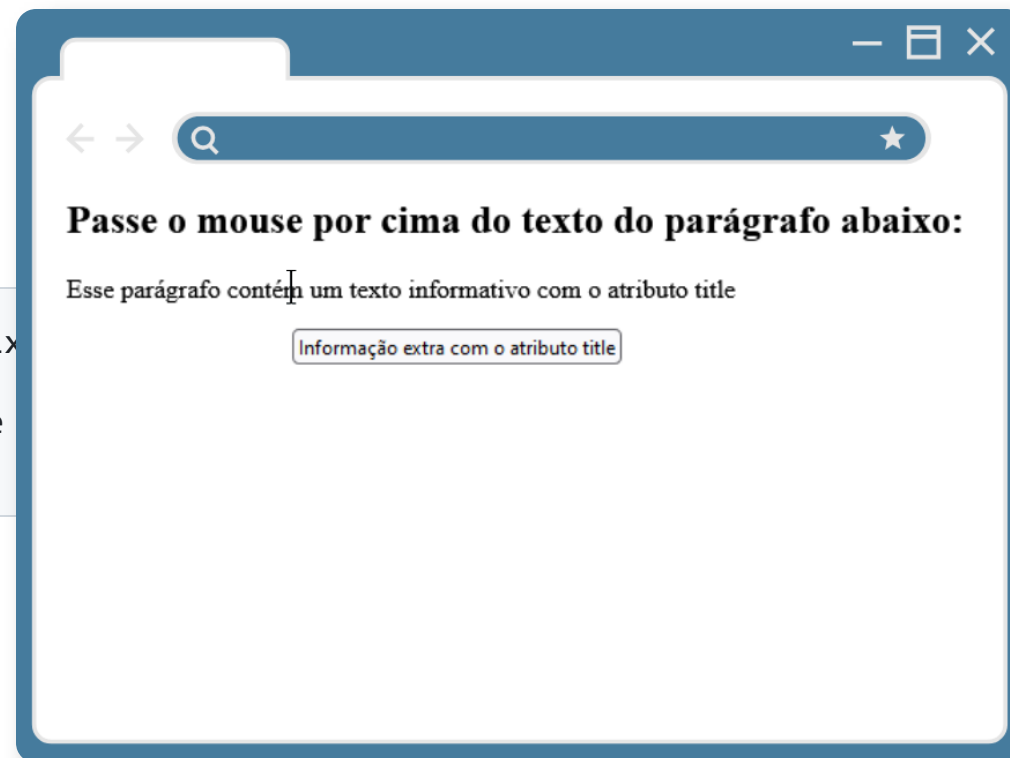 Passe o mouse por cima do texto do parágrafo abaixo:
Esse parágrafo contém um texto informativo com o atributo title
Informação extra com o atributo title